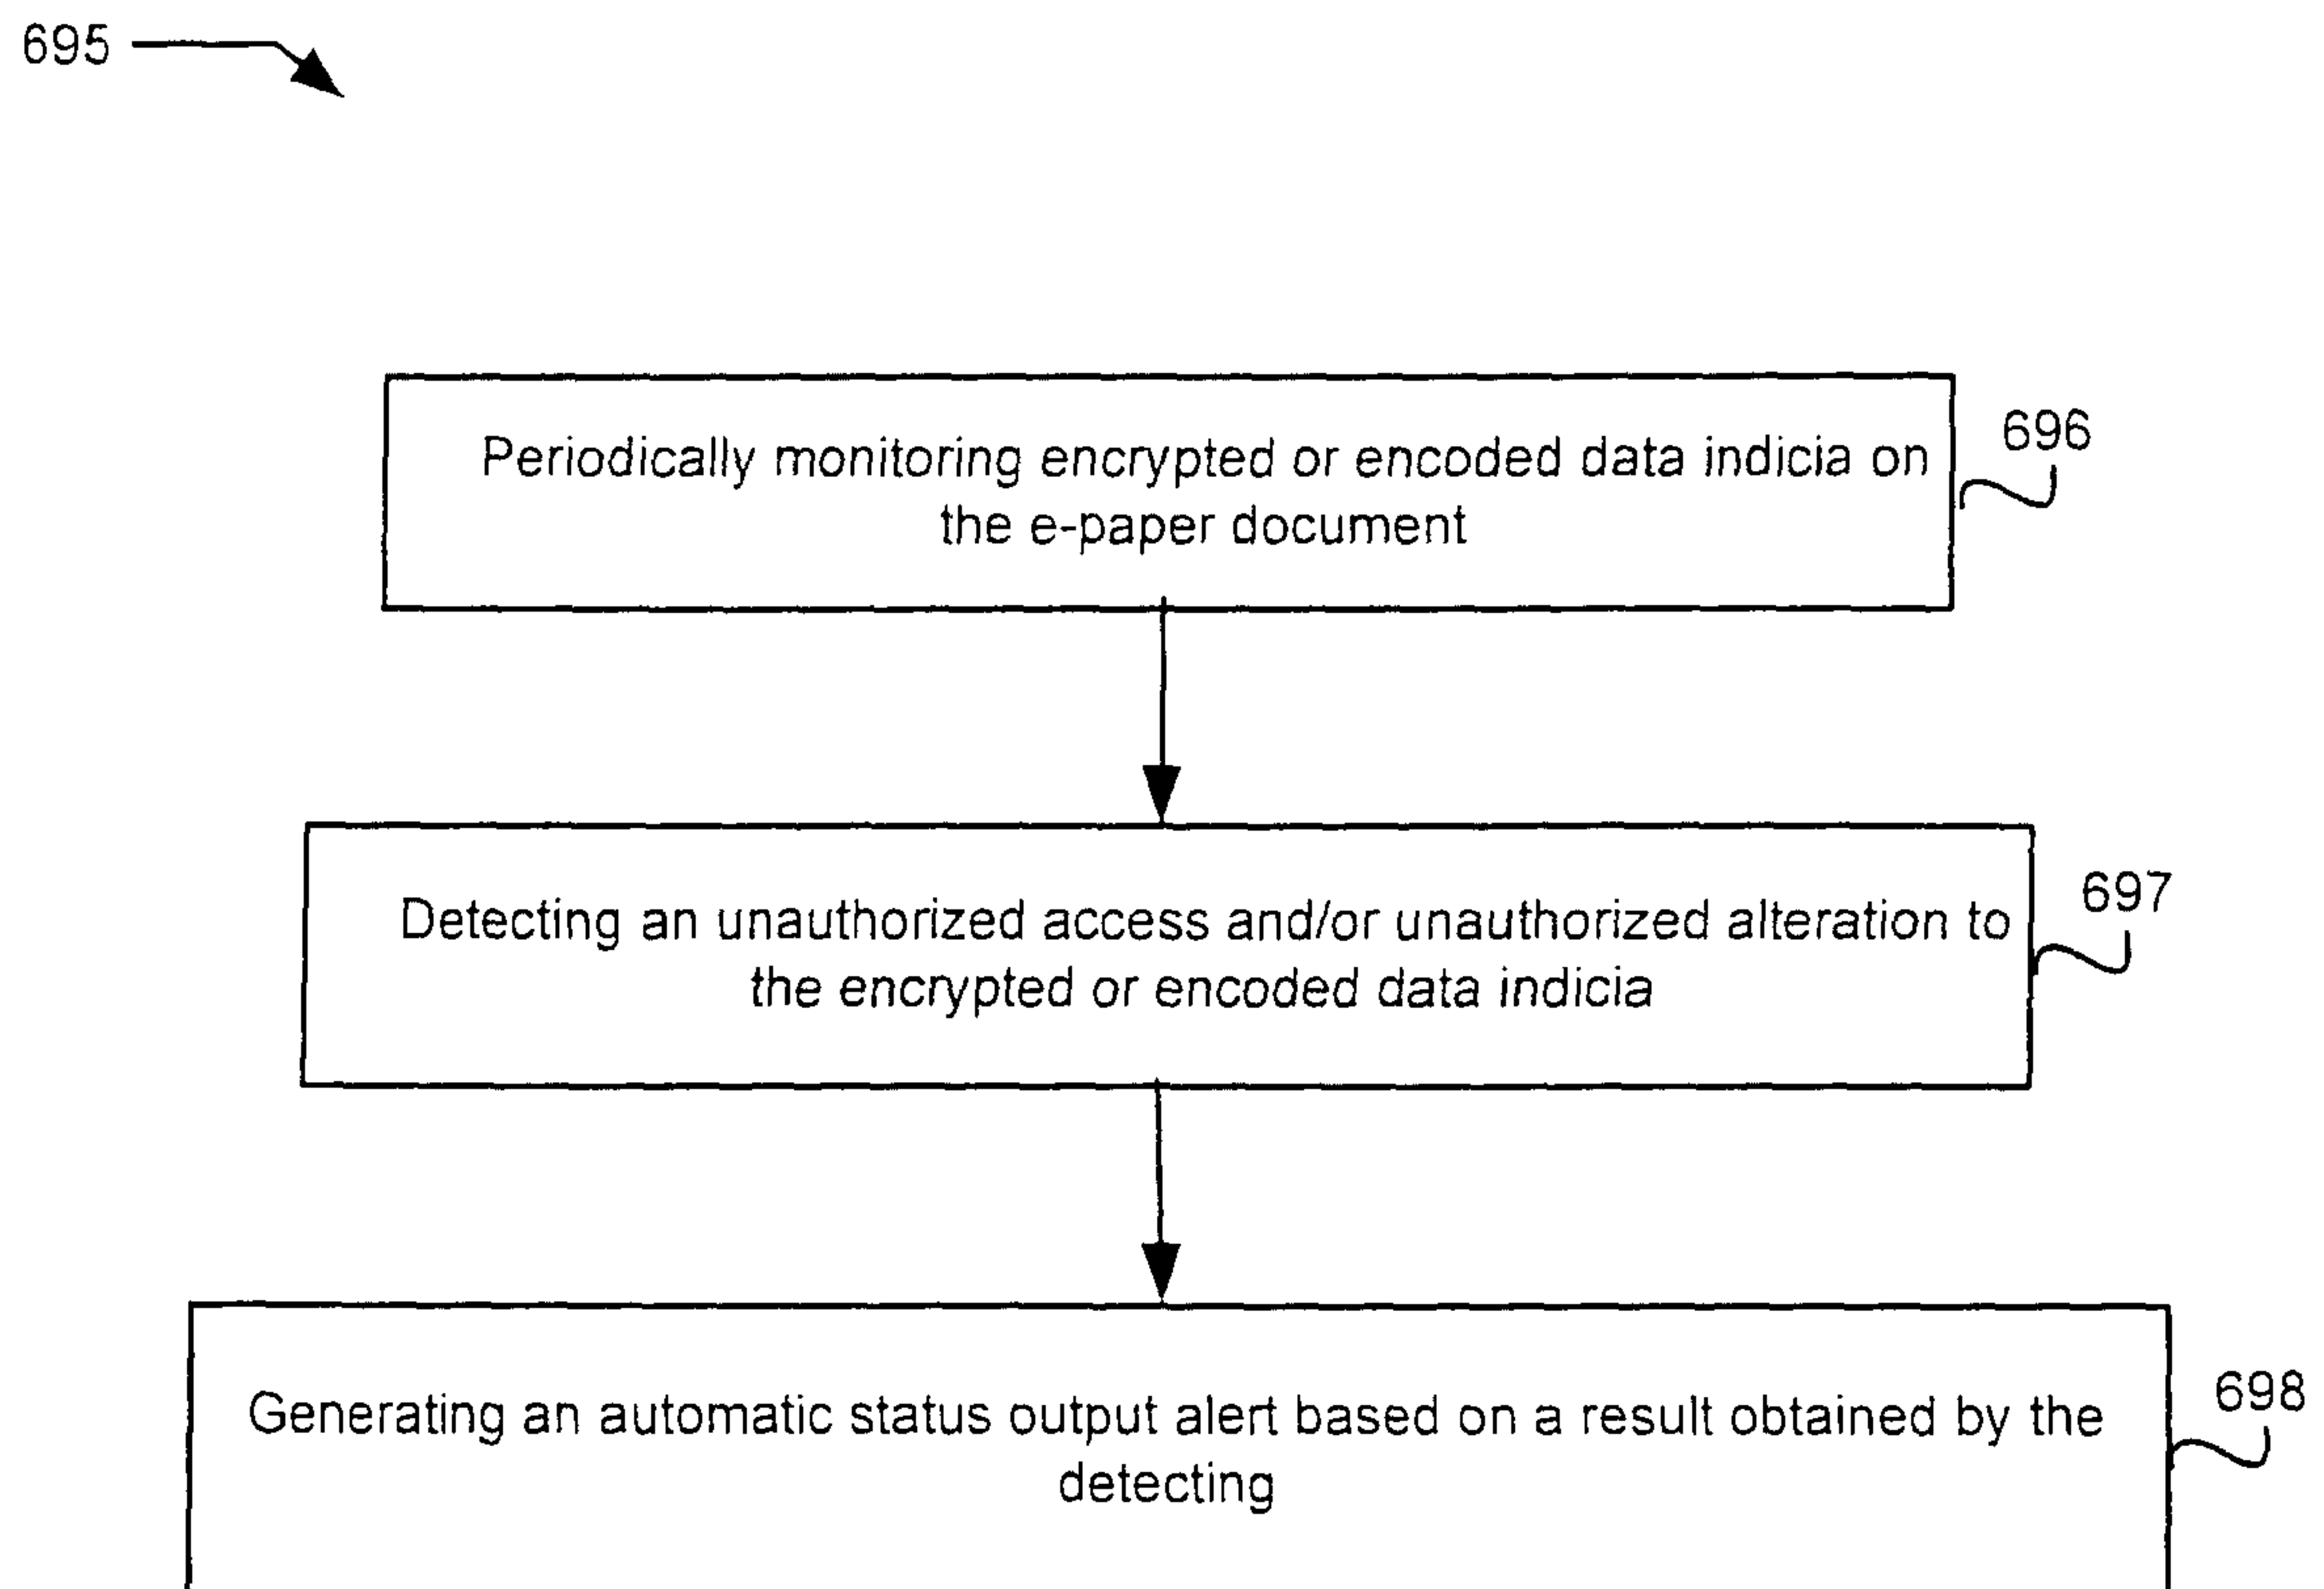 695
Periodically monitoring encrypted or encoded data indicia on
the e-paper document
696
Detecting an unauthorized access and/or unauthorized alteration to
the encrypted or encoded data indicia
697
Generating an automatic status output alert based on a result obtained by the
detecting
698